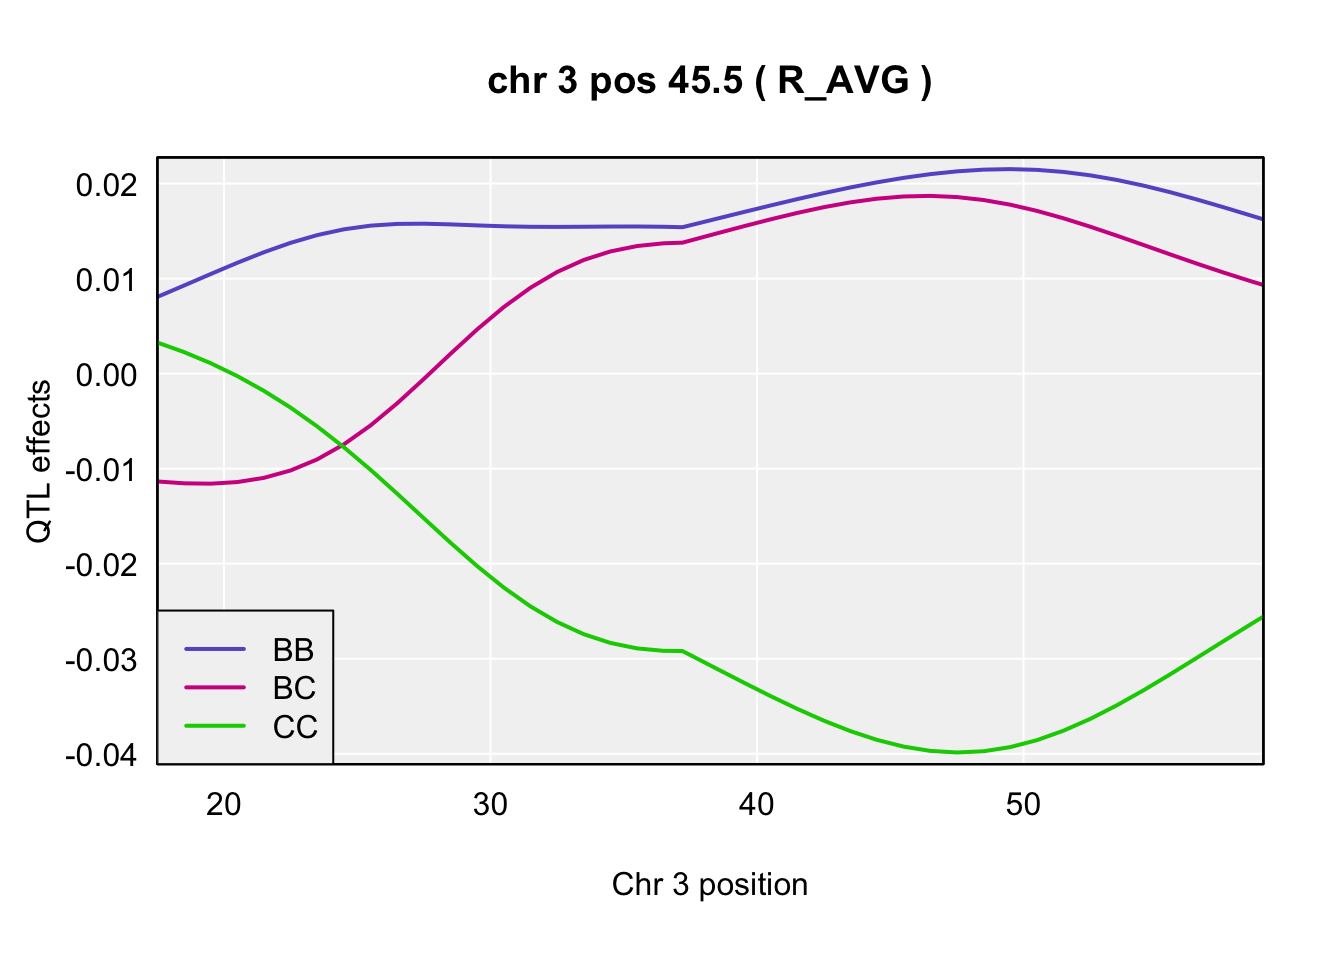 chr 3 pos 45.5 ( R_AVG )
QTL effects
0.02
0.01
0.00
-0.01
-0.02
-0.03
-0.04
BB
BC
CC
20 30 40 50
Chr 3 position